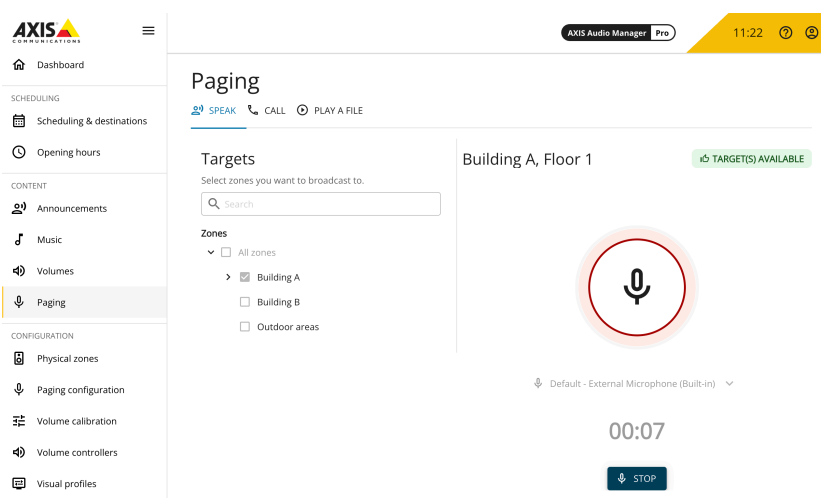 AXIS
COMMUNICATIONS
AXIS Audio Manager Pro
11:22
Dashboard
SCHEDULING
Scheduling & destinations
Opening hours
CONTENT
Announcements
Music
Volumes
Paging
CONFIGURATION
Physical zones
Paging configuration
Volume calibration
Volume controllers
Visual profiles
Paging
SPEAK CALL PLAY A FILE
Targets
Select zones you want to broadcast to.
Search
Zones
All zones
Building A
Building B
Outdoor areas
Building A, Floor 1
TARGET(S) AVAILABLE
Default - External Microphone (Built-in)
00:07
STOP